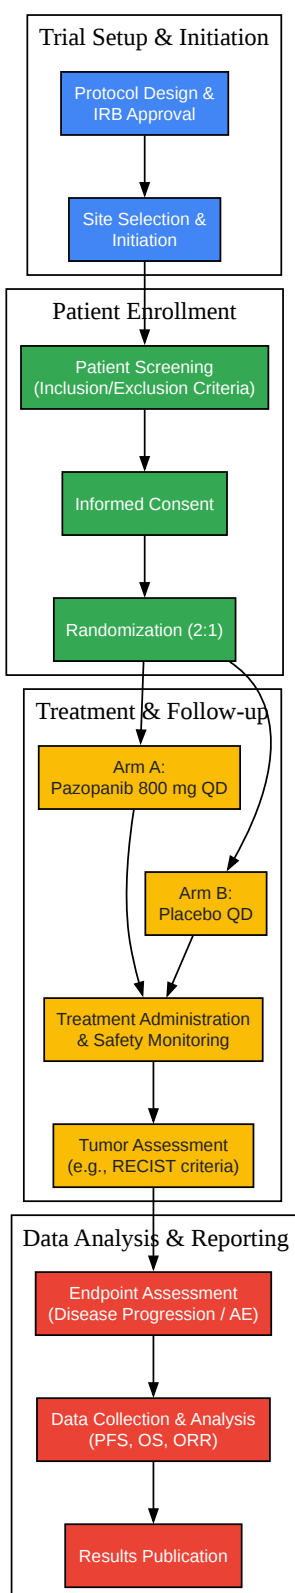 Trial Setup & Initiation
Protocol Design &
IRB Approval
Site Selection &
Initiation
Patient Enrollment
Patient Screening
(Inclusion/Exclusion Criteria)
Informed Consent
Randomization (2:1)
Treatment & Follow-up
Arm A:
Pazopanib 800 mg QD
Arm B:
Placebo QD
Treatment Administration
& Safety Monitoring
Tumor Assessment
(e.g., RECIST criteria)
Data Analysis & Reporting
Endpoint Assessment
(Disease Progression / AE)
Data Collection & Analysis
(PFS, OS, ORR)
Results Publication